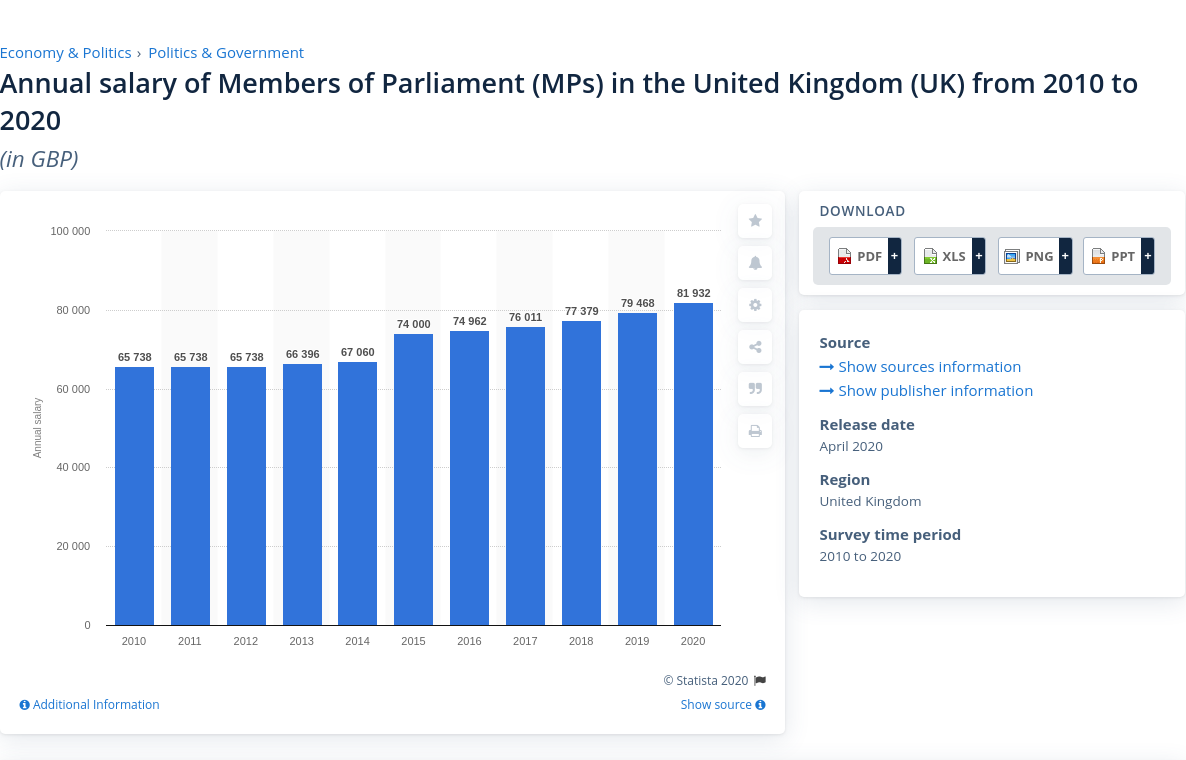 Economy & Politics › Politics & Government
Annual salary of Members of Parliament (MPs) in the United Kingdom (UK) from 2010 to
2020
(in GBP)
100 000
80 000
60 000
40 000
20 000
0
Annual salary
65 738
65 738
65 738
66 396
67 060
74 000
74 962
76 011
77 379
79 468
81 932
2010
2011
2012
2013
2014
2015
2016
2017
2018
2019
2020
© Statista 2020
Additional Information
Show source
DOWNLOAD
PDF +
XLS +
PNG +
PPT +
Source
Show sources information
Show publisher information
Release date
April 2020
Region
United Kingdom
Survey time period
2010 to 2020